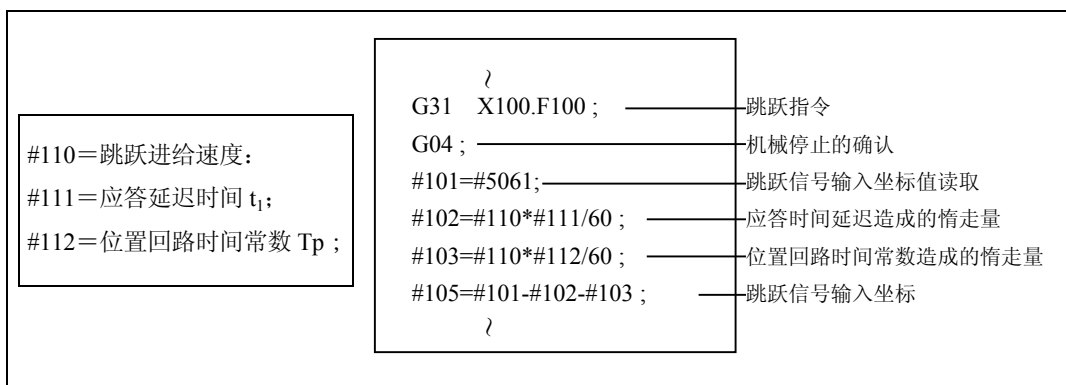 #110＝跳跃进给速度：
#111＝应答延迟时间 t₁；
#112＝位置回路时间常数 Tp ;
≀
G31 X100.F100 ; 跳跃指令
G04 ; 机械停止的确认
#101=#5061; 跳跃信号输入坐标值读取
#102=#110*#111/60 ; 应答时间延迟造成的惰走量
#103=#110*#112/60 ; 位置回路时间常数造成的惰走量
#105=#101-#102-#103 ; 跳跃信号输入坐标
≀